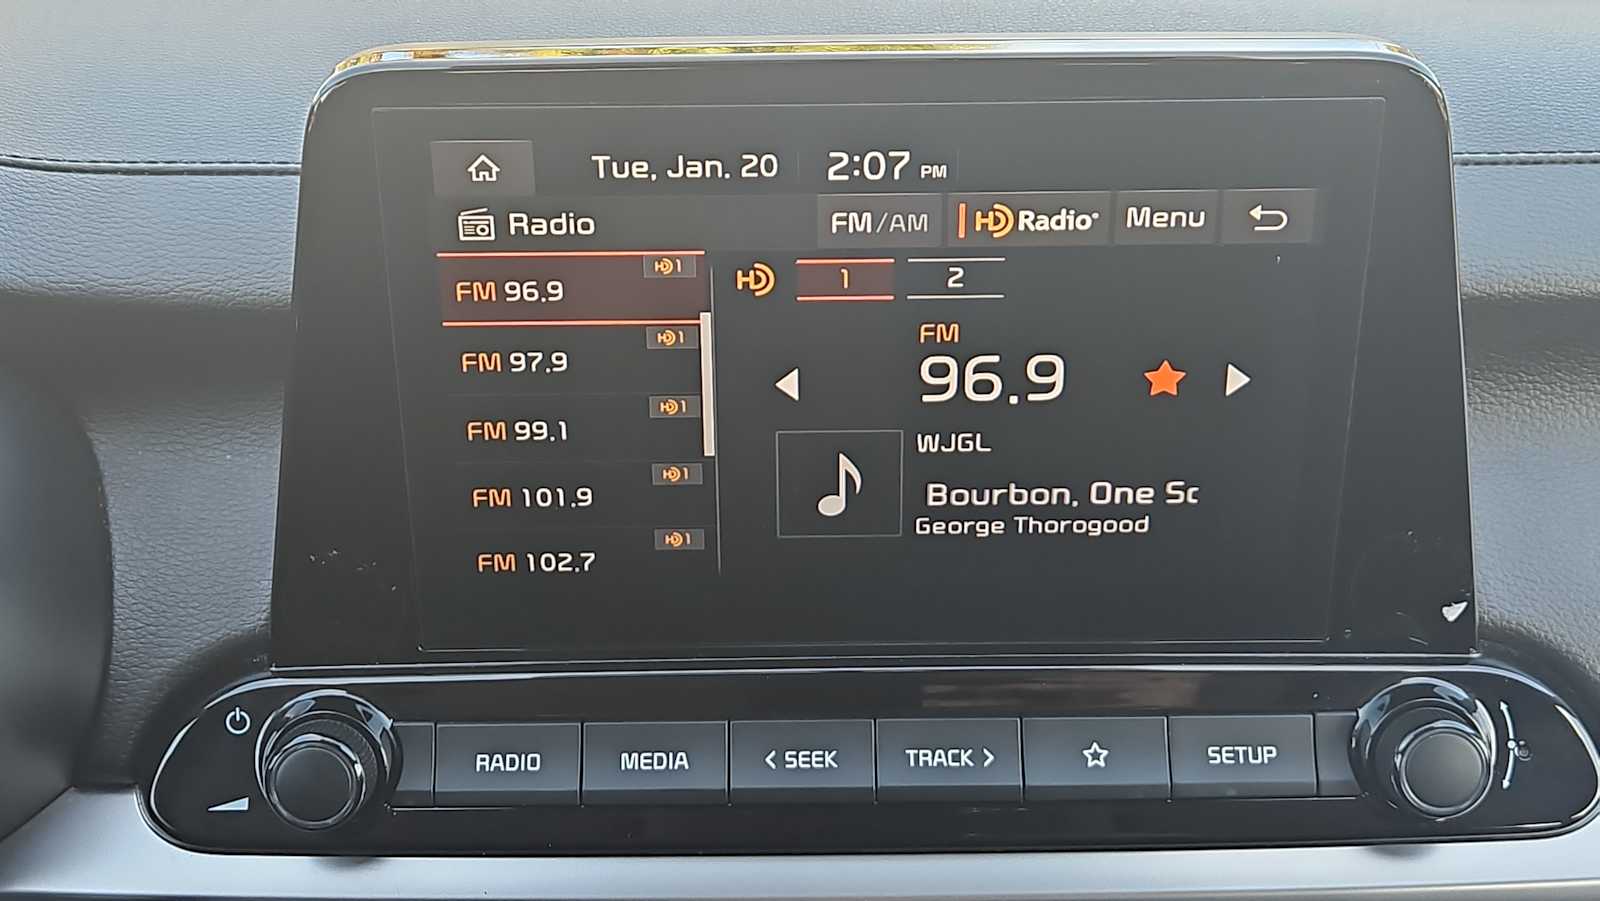 Tue, Jan. 20 2:07 PM
Radio FM/AM HD Radio® Menu
HD1
FM 96.9
HD1
FM 97.9
HD1
FM 99.1
HD1
FM 101.9
HD1
FM 102.7
HD 1 2
FM
96.9
WJGL
Bourbon, One Sc
George Thorogood
RADIO MEDIA < SEEK TRACK > SETUP